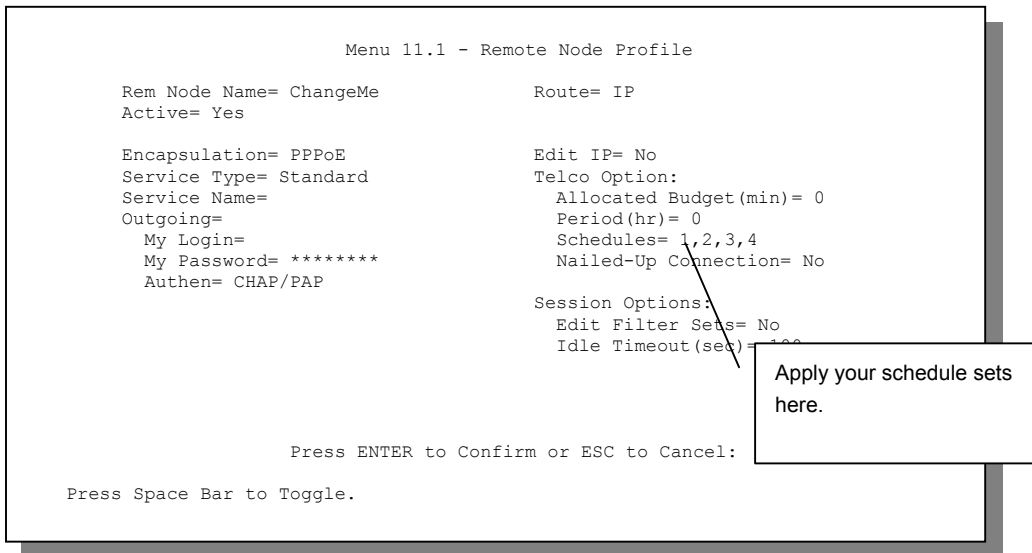 Menu 11.1 - Remote Node Profile
Rem Node Name= ChangeMe Route= IP
Active= Yes
Encapsulation= PPPoE Edit IP= No
Service Type= Standard Telco Option:
Service Name= Allocated Budget(min)= 0
Outgoing= Period(hr)= 0
My Login= Schedules= 1,2,3,4
My Password= ******** Nailed-Up Connection= No
Authen= CHAP/PAP
Session Options:
Edit Filter Sets= No
Idle Timeout(sec)=
Apply your schedule sets
here.
Press ENTER to Confirm or ESC to Cancel:
Press Space Bar to Toggle.